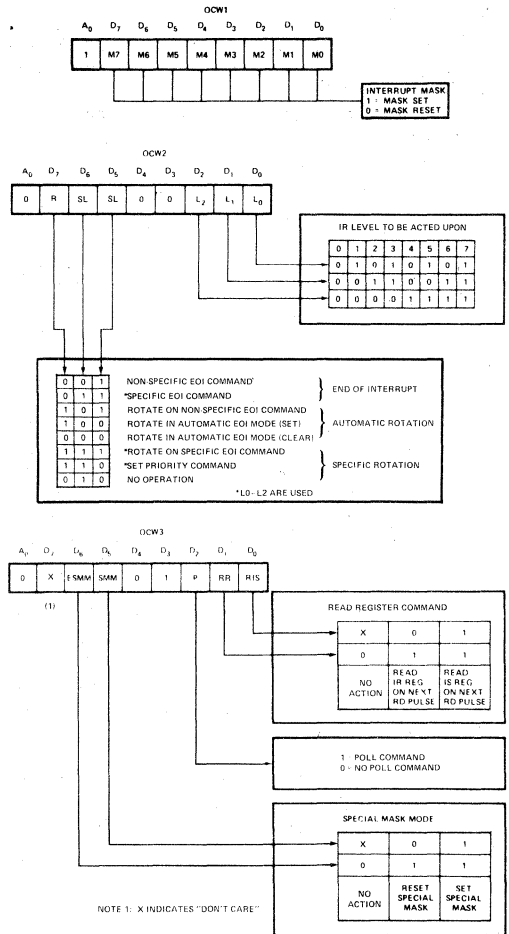 OCW1
A0 D7 D6 D5 D4 D3 D2 D1 D0
1 M7 M6 M5 M4 M3 M2 M1 M0
INTERRUPT MASK
1 = MASK SET
0 = MASK RESET
OCW2
A0 D7 D6 D5 D4 D3 D2 D1 D0
0 R SL SL 0 0 L2 L1 L0
IR LEVEL TO BE ACTED UPON
0 1 2 3 4 5 6 7
0 1 0 1 0 1 0 1
0 0 1 1 0 0 1 1
0 0 0 0 1 1 1 1
0 0 1 NON-SPECIFIC EOI COMMAND
0 1 1 *SPECIFIC EOI COMMAND
END OF INTERRUPT
1 0 1 ROTATE ON NON-SPECIFIC EOI COMMAND
1 0 0 ROTATE IN AUTOMATIC EOI MODE (SET)
0 0 0 ROTATE IN AUTOMATIC EOI MODE (CLEAR)
AUTOMATIC ROTATION
1 1 1 *ROTATE ON SPECIFIC EOI COMMAND
1 1 0 *SET PRIORITY COMMAND
SPECIFIC ROTATION
0 1 0 NO OPERATION
*L0 - L2 ARE USED
OCW3
A0 D7 D6 D5 D4 D3 D2 D1 D0
0 X ESMM SMM 0 1 P RR RIS
(1)
READ REGISTER COMMAND
X 0 1
0 1 1
NO ACTION
READ IR REG ON NEXT RD PULSE
READ IS REG ON NEXT RD PULSE
1 - POLL COMMAND
0 - NO POLL COMMAND
SPECIAL MASK MODE
X 0 1
0 1 1
NO ACTION
RESET SPECIAL MASK
SET SPECIAL MASK
NOTE 1: X INDICATES "DON'T CARE"